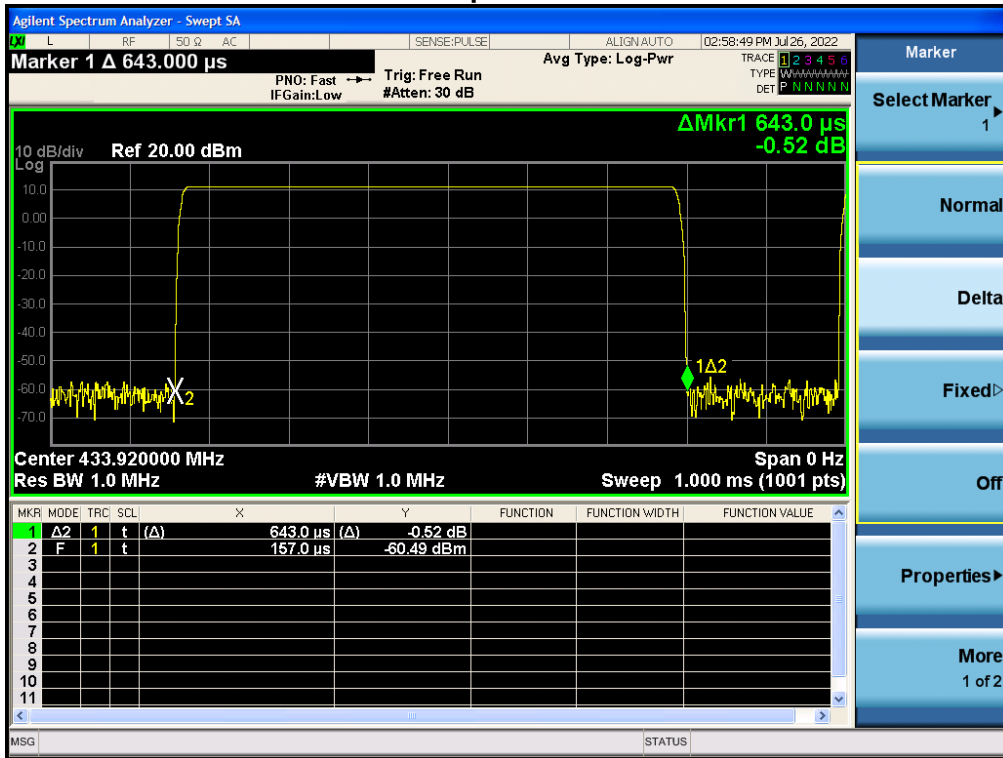 Agilent Spectrum Analyzer - Swept SA
LXI L RF 50 Ω AC SENSE:PULSE ALIGN AUTO 02:58:49 PM Jul 26, 2022
Marker 1 Δ 643.000 μs
PNO: Fast
IFGain:Low
Trig: Free Run
#Atten: 30 dB
Avg Type: Log-Pwr
TRACE 1 2 3 4 5 6
TYPE W
DET P N N N N N
ΔMkr1 643.0 μs
-0.52 dB
10 dB/div Ref 20.00 dBm
Log
10.0
0.00
-10.0
-20.0
-30.0
-40.0
-50.0
-60.0
-70.0
X2
1Δ2
Center 433.920000 MHz Span 0 Hz
Res BW 1.0 MHz #VBW 1.0 MHz Sweep 1.000 ms (1001 pts)
MKR MODE TRC SCL X Y FUNCTION FUNCTION WIDTH FUNCTION VALUE
1 Δ2 1 t (Δ) 643.0 μs (Δ) -0.52 dB
2 F 1 t 157.0 μs -60.49 dBm
3
4
5
6
7
8
9
10
11
MSG STATUS
Marker
Select Marker
1
Normal
Delta
Fixed
Off
Properties
More
1 of 2